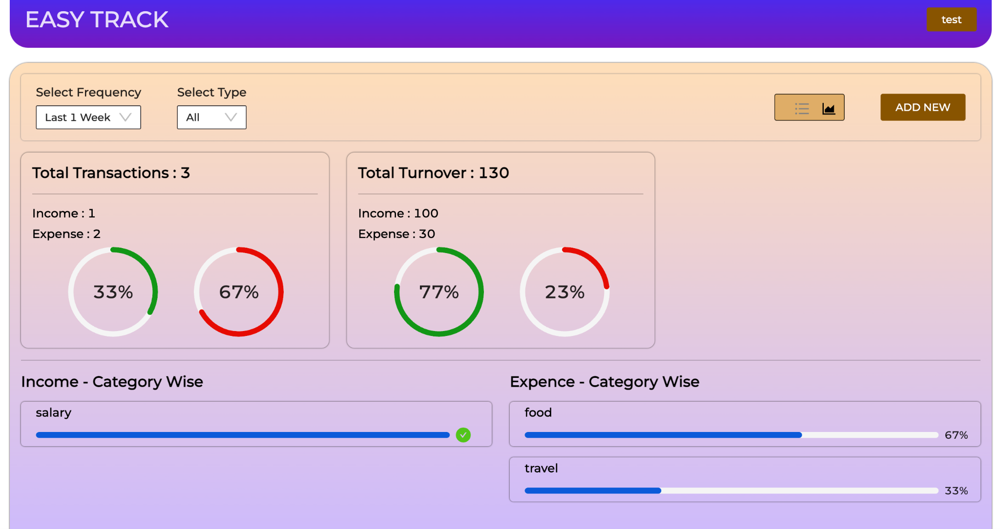 EASY TRACK
test
Select Frequency
Select Type
Last 1 Week
All
ADD NEW
Total Transactions : 3
Income : 1
Expense : 2
33%
67%
Total Turnover : 130
Income : 100
Expense : 30
77%
23%
Income - Category Wise
salary
Expence - Category Wise
food
67%
travel
33%